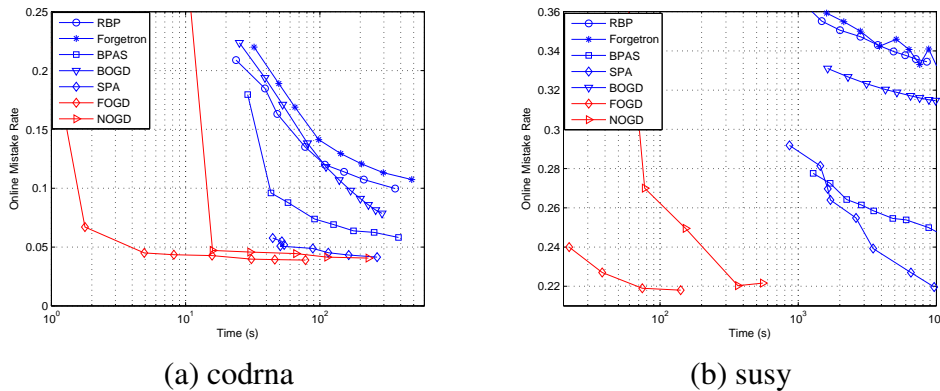 0.25
0.2
0.15
0.1
0.05
0
Online Mistake Rate
RBP
Forgetron
BPAS
BOGD
SPA
FOGD
NOGD
10^0
10^1
10^2
Time (s)
(a) codrna
0.36
0.34
0.32
0.3
0.28
0.26
0.24
0.22
Online Mistake Rate
RBP
Forgetron
BPAS
SPA
BOGD
FOGD
NOGD
10^2
10^3
10
Time (s)
(b) susy